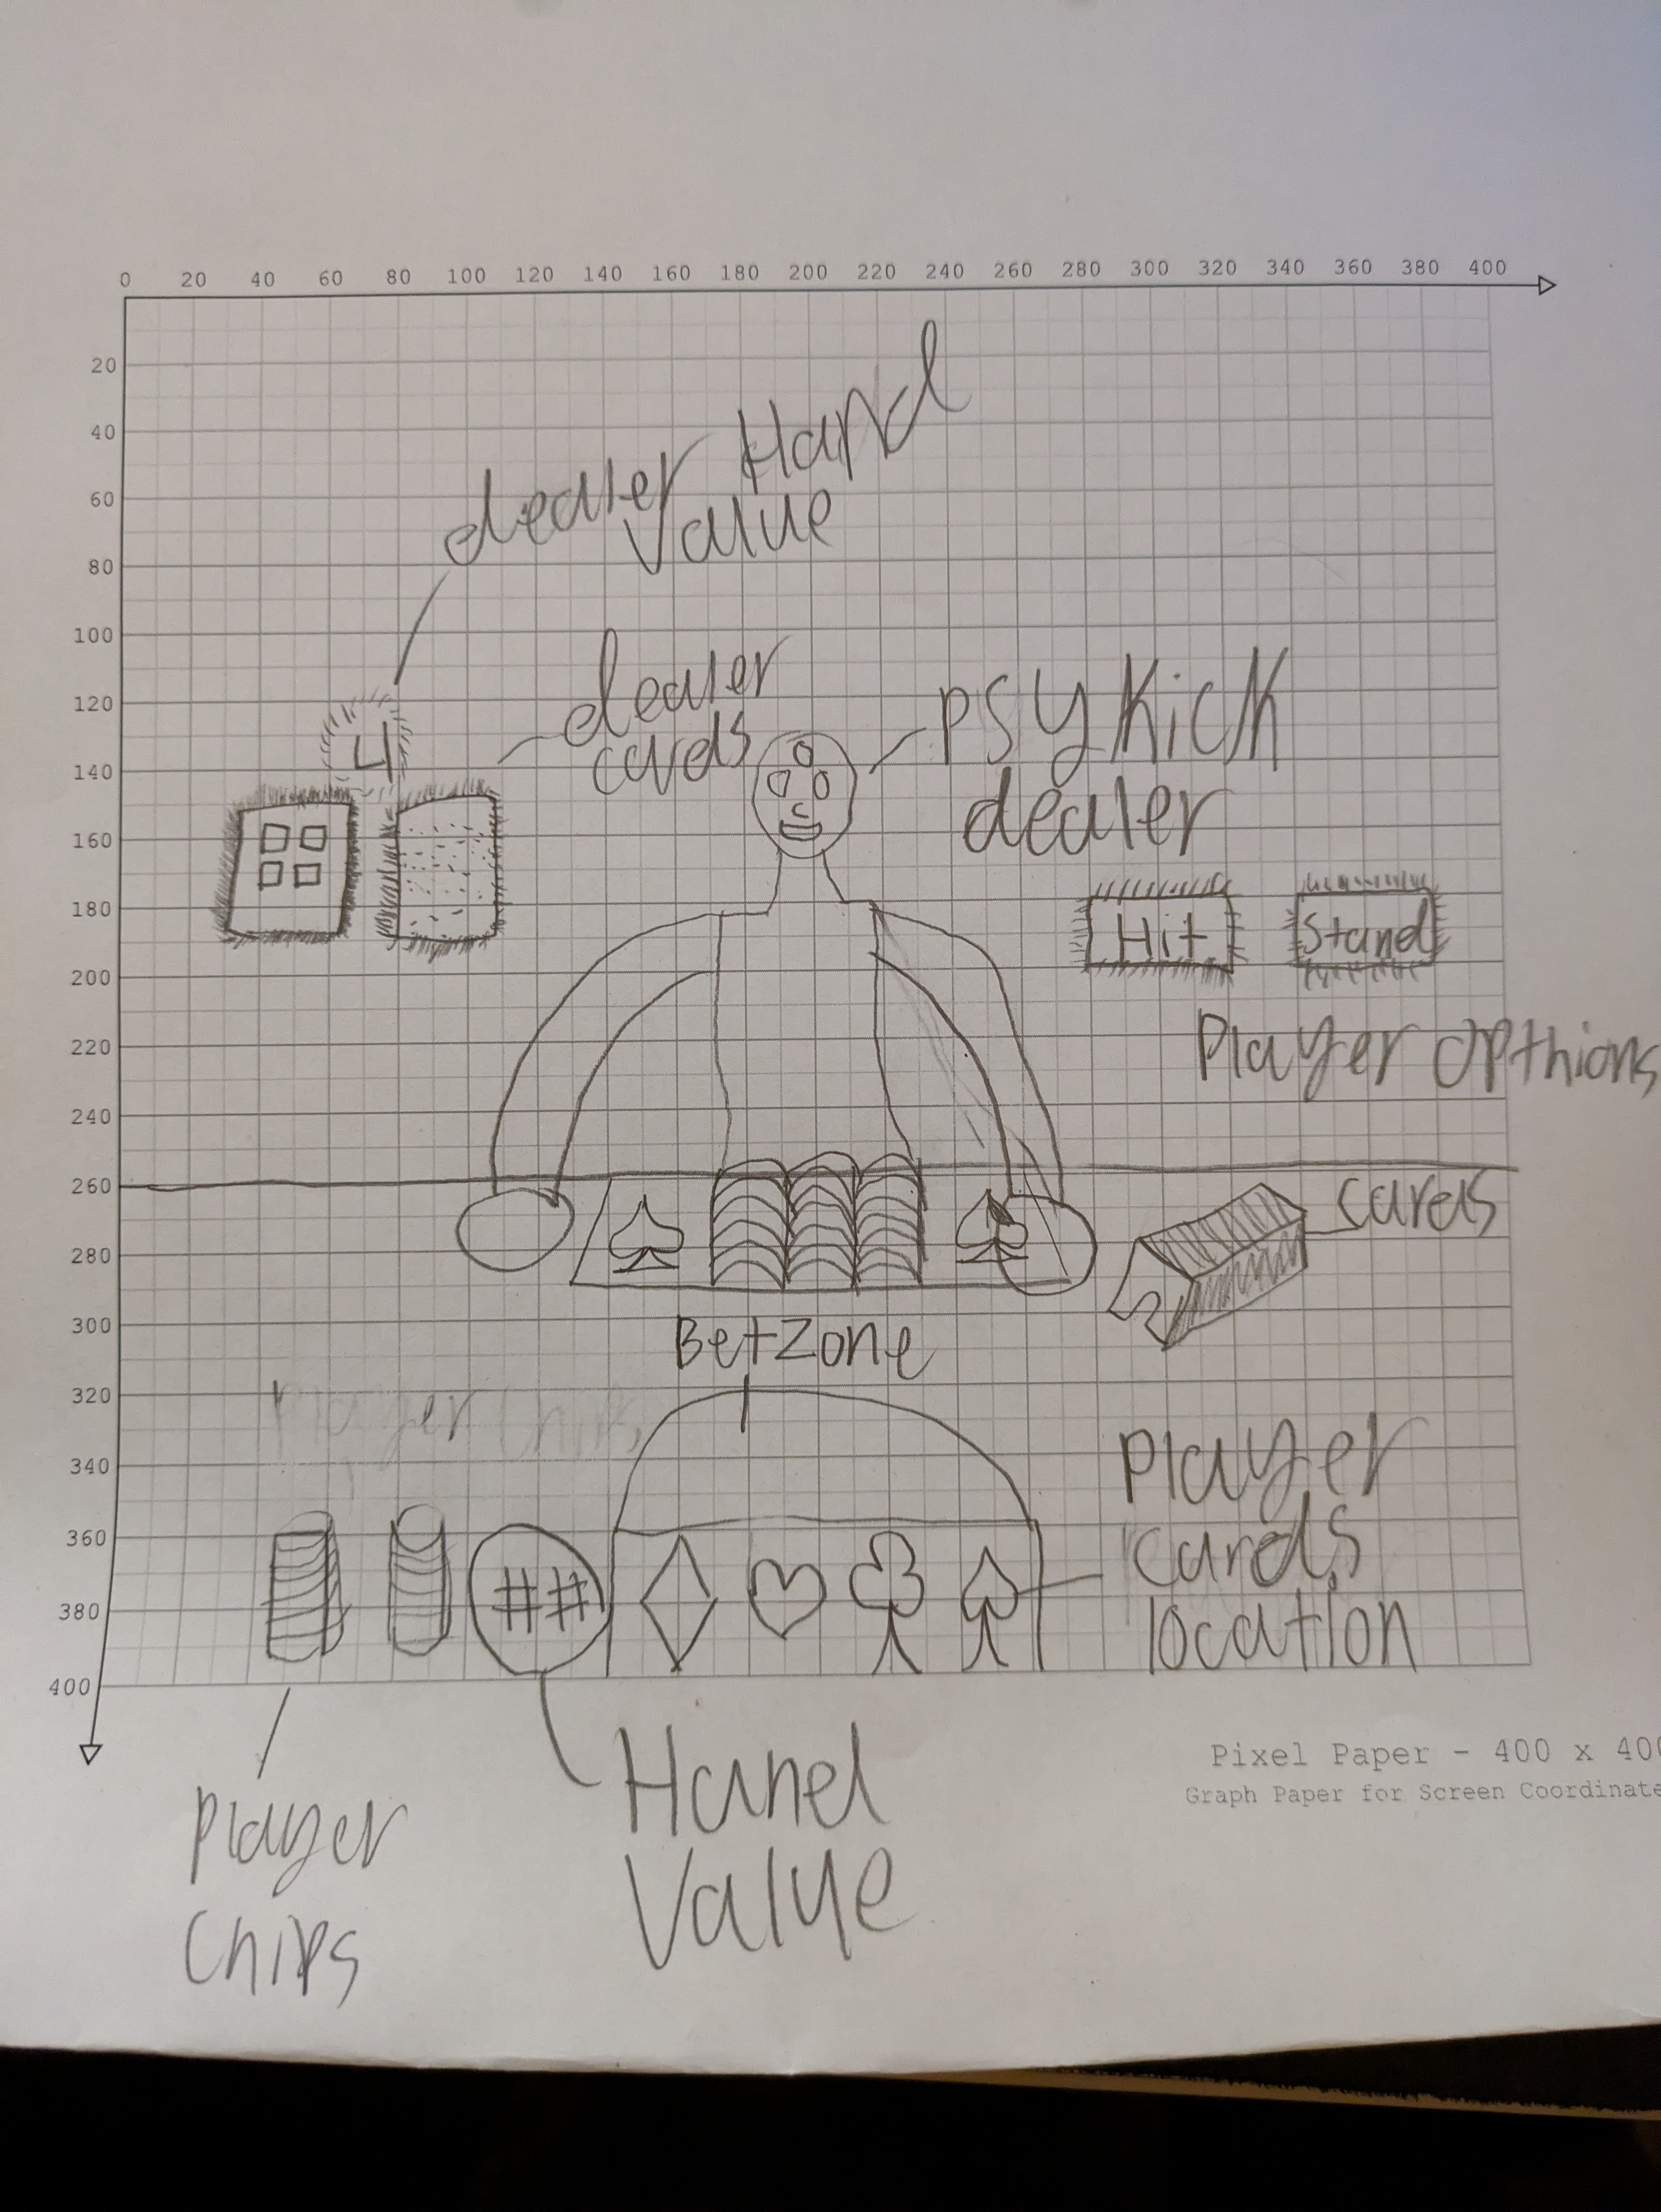 0 20 40 60 80 100 120 140 160 180 200 220 240 260 280 300 320 340 360 380 400
20
40
60
80
100
120
140
160
180
200
220
240
260
280
300
320
340
360
380
400
dealer Hand
Value
dealer
cards
4
psykick
dealer
Hit
Stand
Player opthions
cards
Betzone
Player Chips
Player
cards
location
##
Player
Chips
Hand
Value
Pixel Paper - 400 x 400
Graph Paper for Screen Coordinate